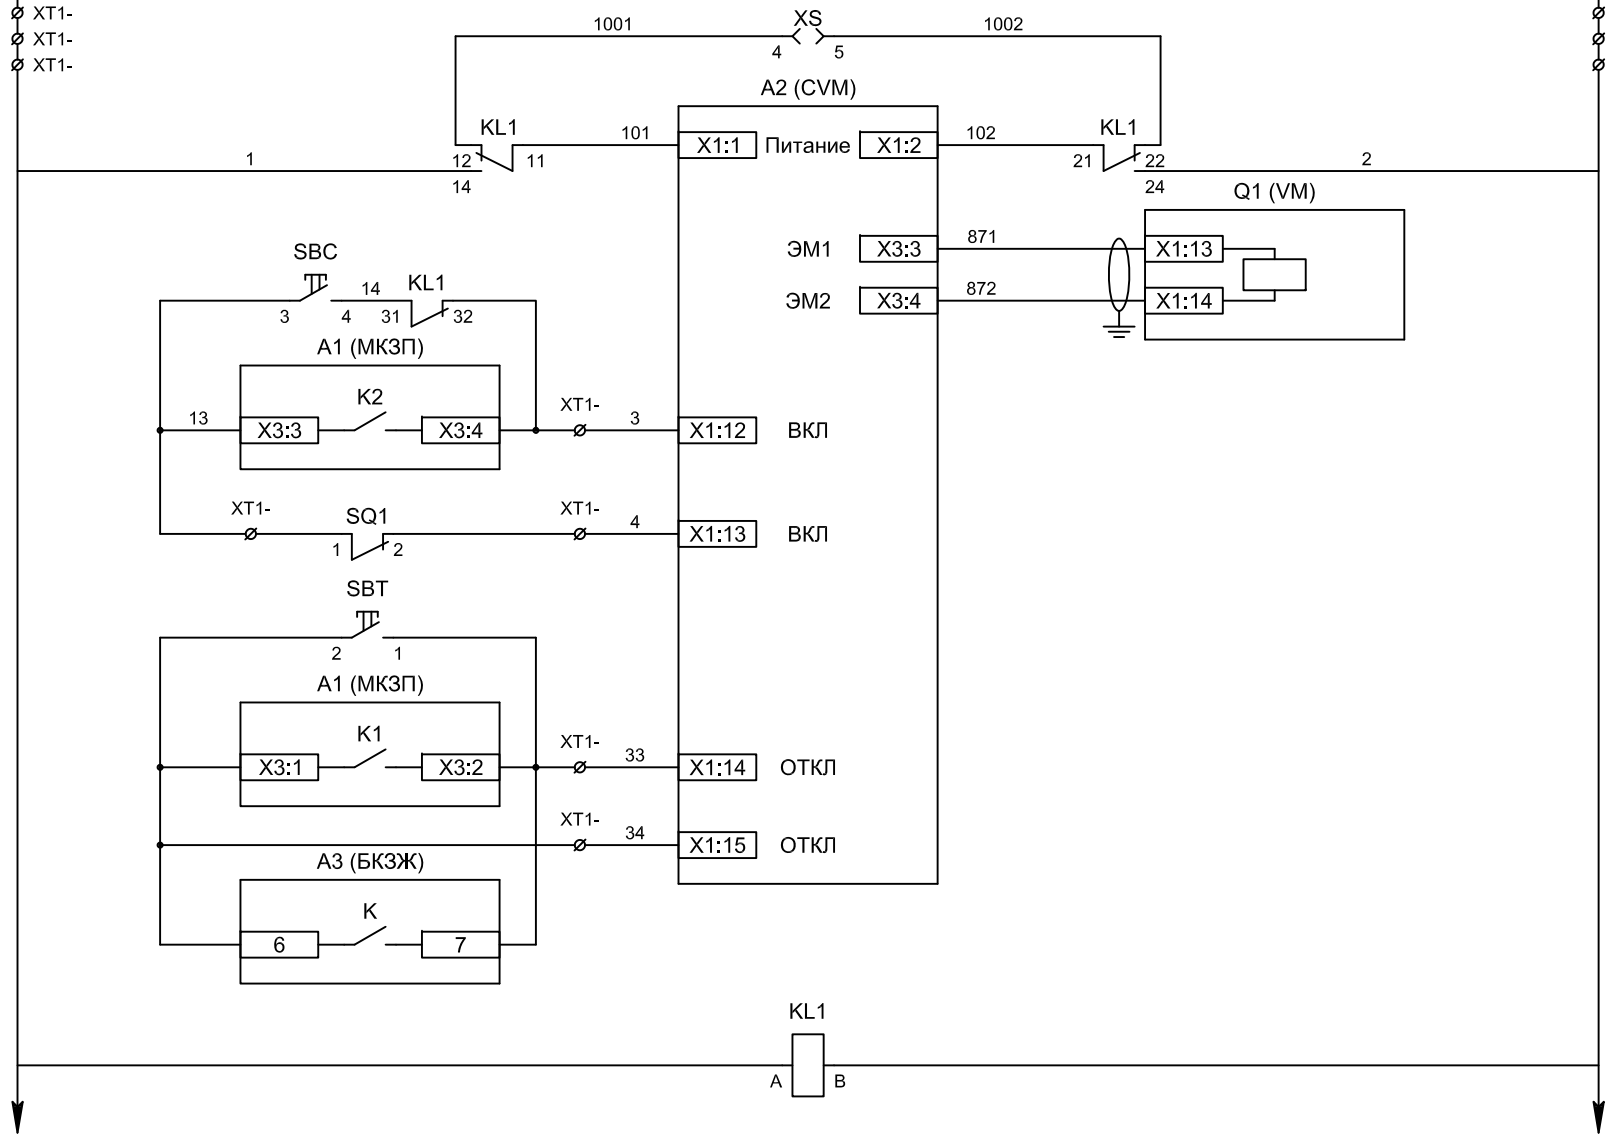 XT1-
XT1-
XT1-
1001
XS
1002
4
5
A2 (CVM)
KL1
101
X1:1
Питание
X1:2
102
KL1
1
12
11
21
22
2
14
24
Q1 (VM)
ЭМ1
X3:3
871
X1:13
SBC
14
KL1
ЭМ2
X3:4
872
X1:14
3
4
31
32
A1 (МКЗП)
13
K2
X3:3
X3:4
XT1-
3
X1:12
ВКЛ
XT1-
SQ1
XT1-
4
X1:13
ВКЛ
1
2
SBT
2
1
A1 (МКЗП)
K1
X3:1
X3:2
XT1-
33
X1:14
ОТКЛ
XT1-
34
X1:15
ОТКЛ
A3 (БКЗЖ)
K
6
7
KL1
A
B